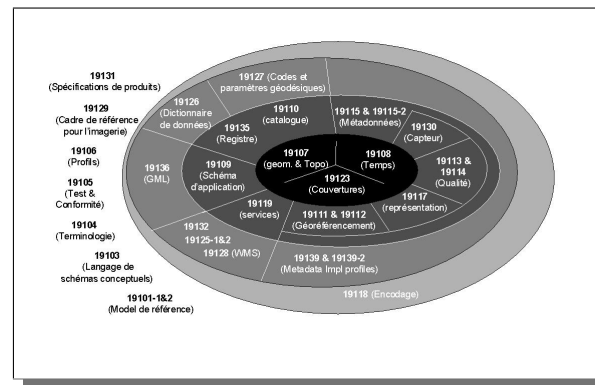 19131
(Spécifications de produits)
19129
(Cadre de référence
pour l'imagerie)
19106
(Profils)
19105
(Test &
Conformité)
19104
(Terminologie)
19103
(Langage de
schémas conceptuels)
19101-1&2
(Model de référence)
19127 (Codes et
paramètres géodésiques)
19126
(Dictionnaire
de données)
19110
(catalogue)
19115 & 19115-2
(Métadonnées)
19130
(Capteur)
19135
(Registre)
19107
(geom. & Topo)
19108
(Temps)
19113 &
19114
(Qualité)
19136
(GML)
19109
(Schéma
d'application)
19123
(Couvertures)
19117
(représentation)
19119
(services)
19111 & 19112
(Géoréférencement)
19132
19125-1&2
19128 (WMS)
19139 & 19139-2
(Metadata Impl profiles)
19118 (Encodage)